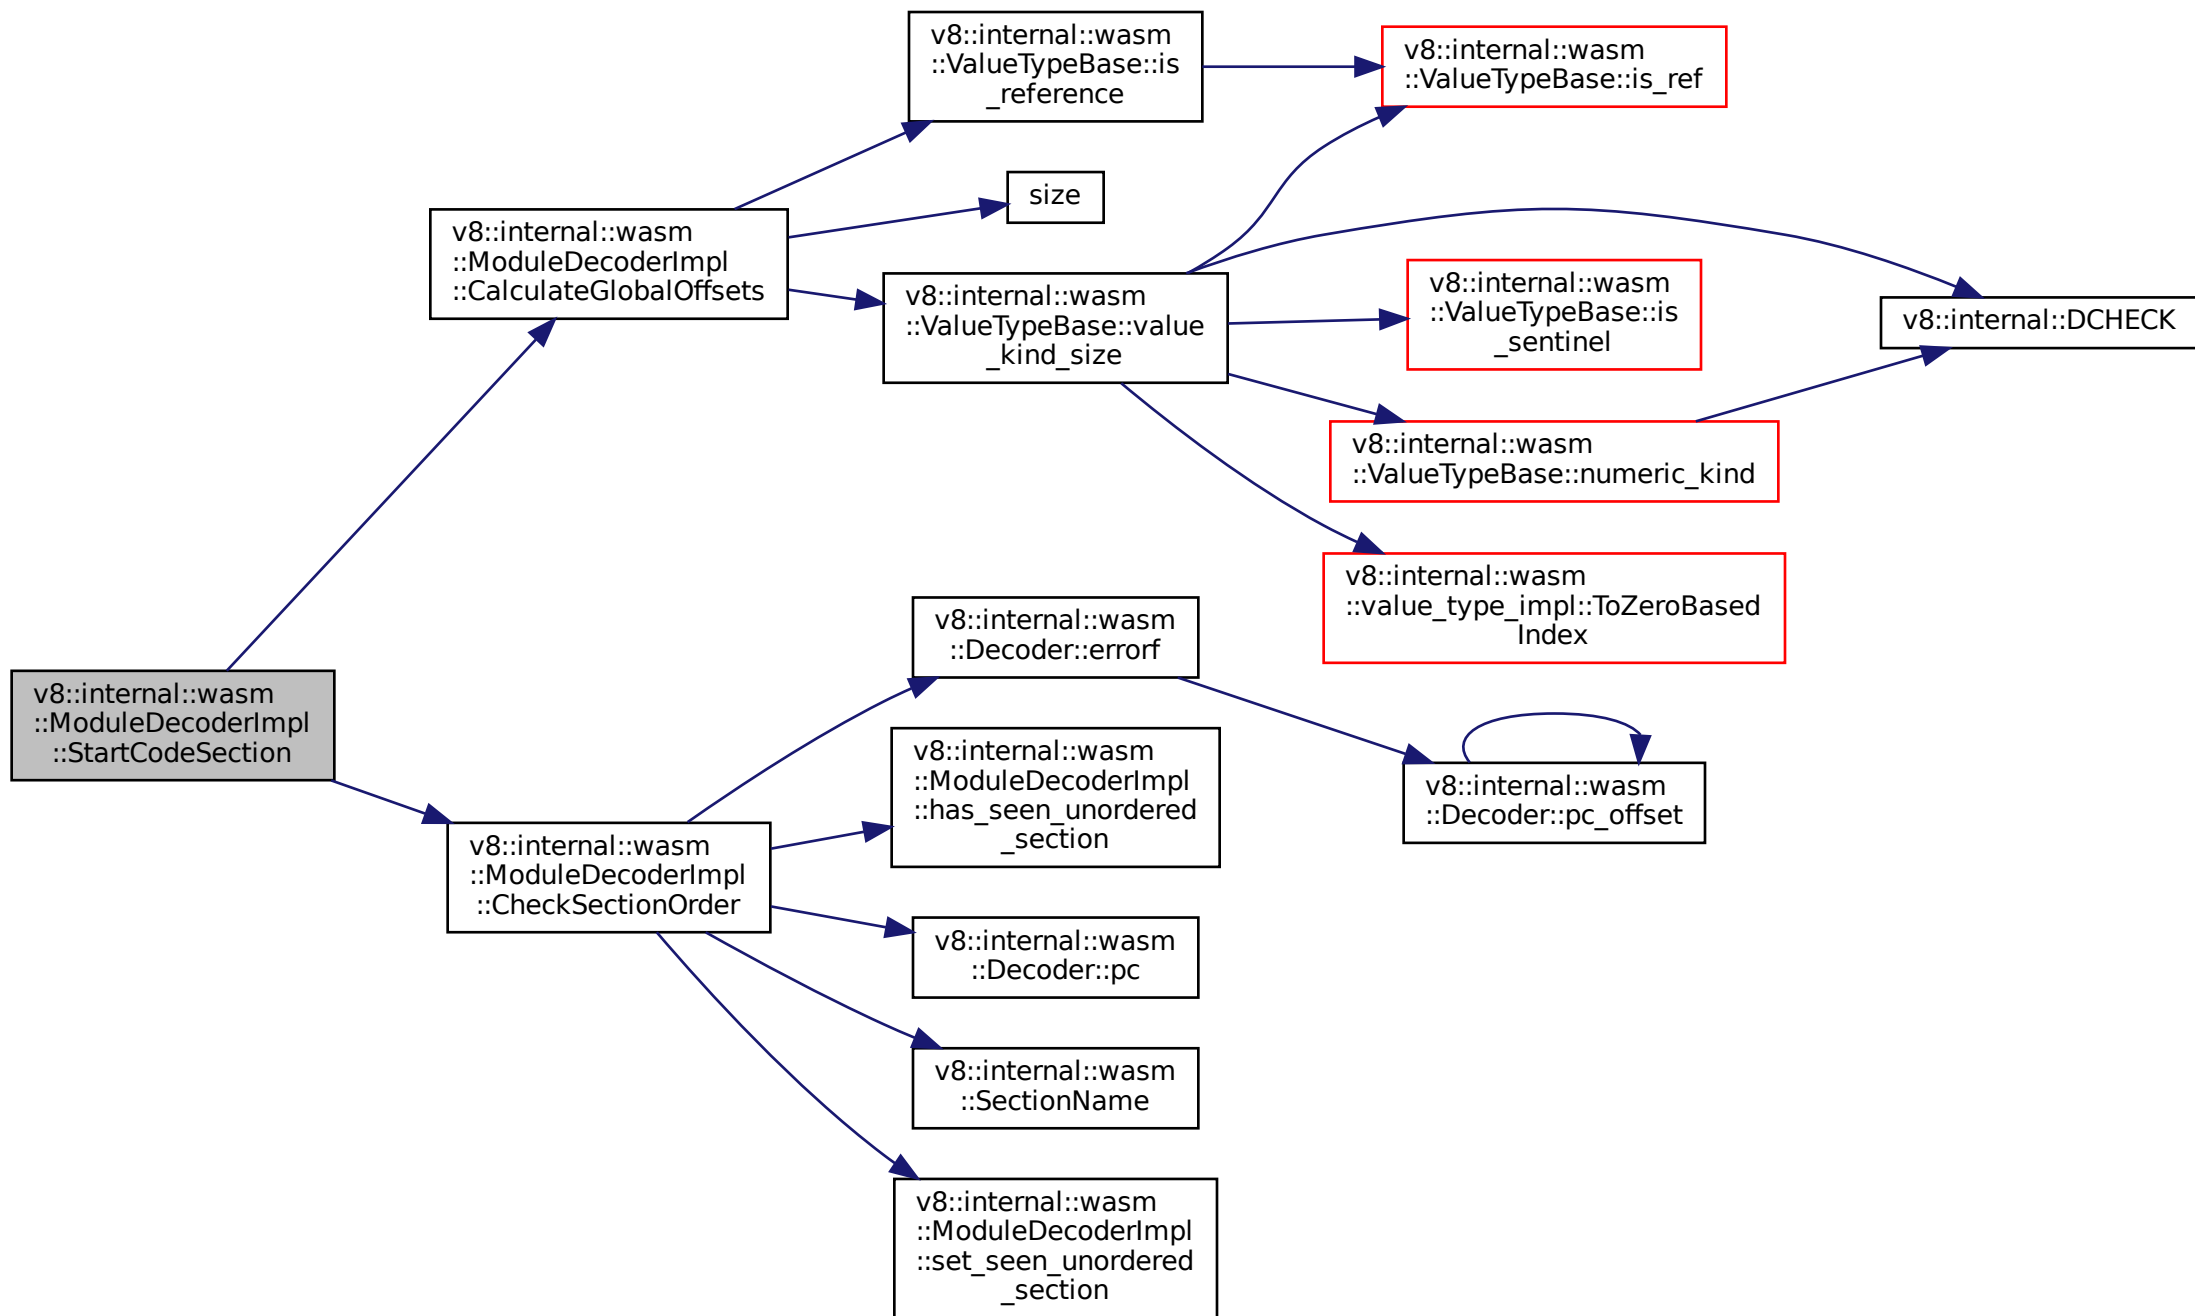 v8::internal::wasm
::ValueTypeBase::is
_reference
v8::internal::wasm
::ValueTypeBase::is_ref
size
v8::internal::wasm
::ModuleDecoderImpl
::CalculateGlobalOffsets
v8::internal::wasm
::ValueTypeBase::value
_kind_size
v8::internal::wasm
::ValueTypeBase::is
_sentinel
v8::internal::DCHECK
v8::internal::wasm
::ValueTypeBase::numeric_kind
v8::internal::wasm
::value_type_impl::ToZeroBased
Index
v8::internal::wasm
::ModuleDecoderImpl
::StartCodeSection
v8::internal::wasm
::Decoder::errorf
v8::internal::wasm
::ModuleDecoderImpl
::has_seen_unordered
_section
v8::internal::wasm
::Decoder::pc_offset
v8::internal::wasm
::ModuleDecoderImpl
::CheckSectionOrder
v8::internal::wasm
::Decoder::pc
v8::internal::wasm
::SectionName
v8::internal::wasm
::ModuleDecoderImpl
::set_seen_unordered
_section